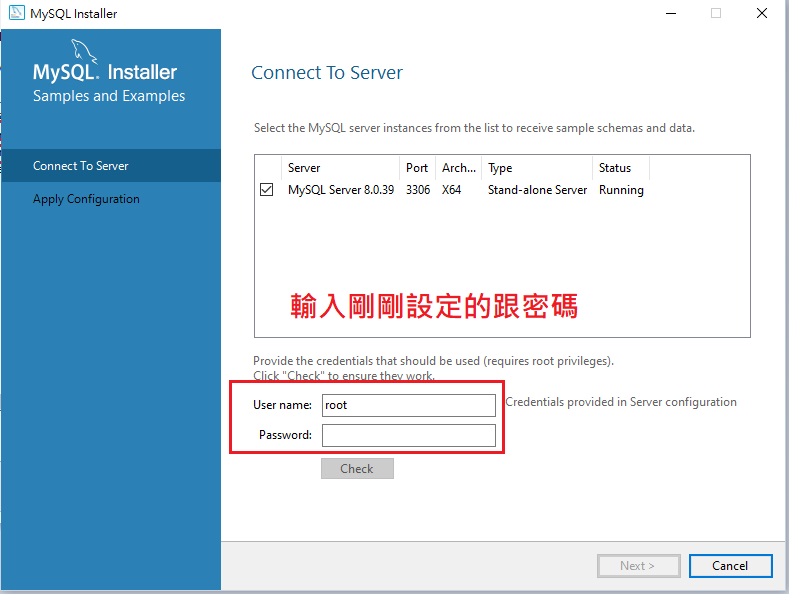 MySQL Installer
MySQL. Installer
Samples and Examples
Connect To Server
Apply Configuration
Connect To Server
Select the MySQL server instances from the list to receive sample schemas and data.
Server Port Arch... Type Status
MySQL Server 8.0.39 3306 X64 Stand-alone Server Running
輸入剛剛設定的跟密碼
Provide the credentials that should be used (requires root privileges).
Click "Check" to ensure they work.
User name: root
Credentials provided in Server configuration
Password:
Check
Next >
Cancel